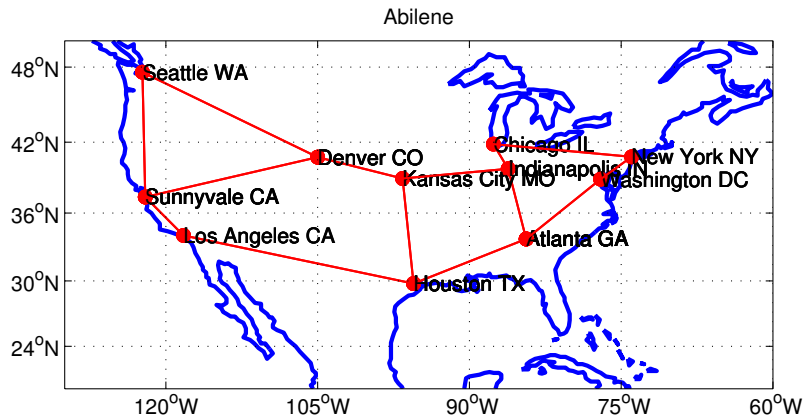 Abilene
48°N
Seattle WA
42°N
Chicago IL
New York NY
Denver CO
Indianapolis IN
Kansas City MO
Washington DC
36°N
Sunnyvale CA
Los Angeles CA
Atlanta GA
30°N
Houston TX
24°N
120°W
105°W
90°W
75°W
60°W